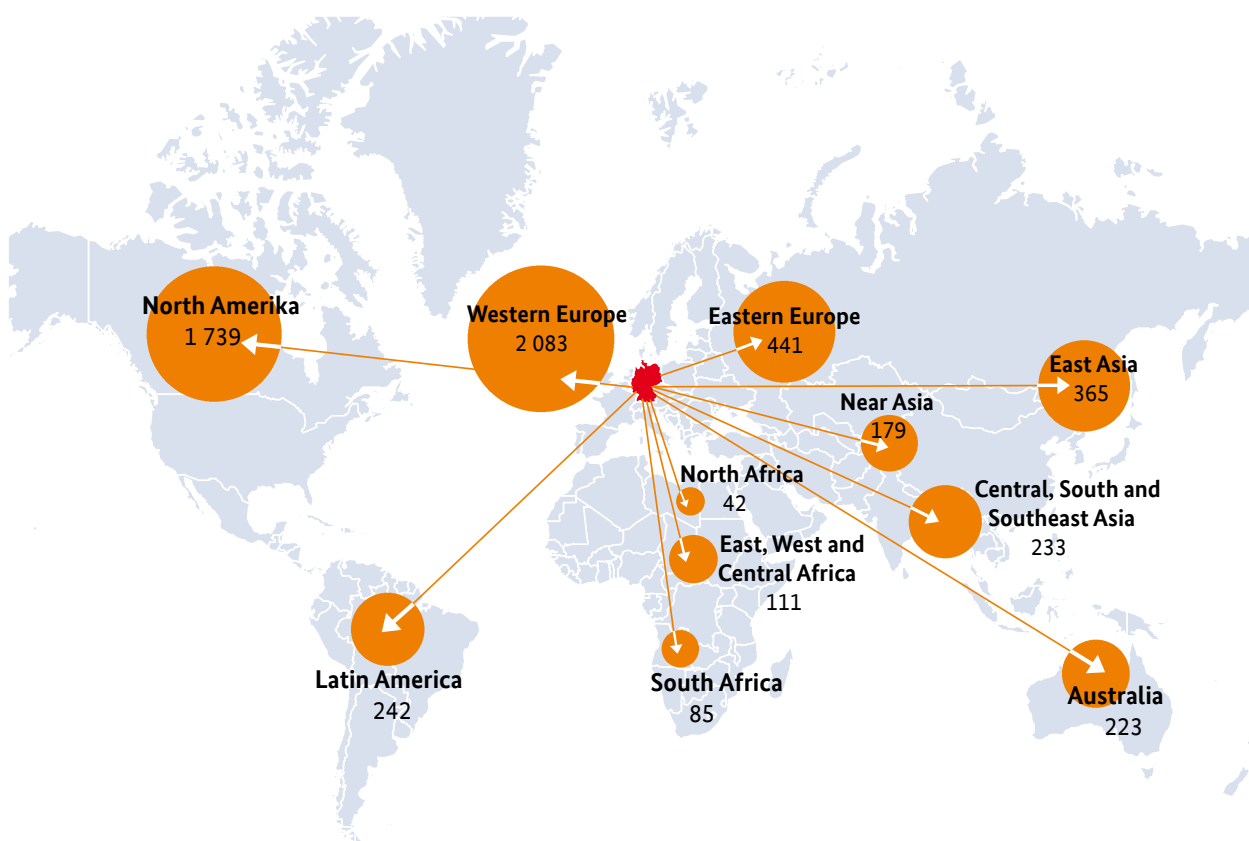 North Amerika
1 739
Western Europe
2 083
Eastern Europe
441
East Asia
365
Near Asia
179
North Africa
42
Central, South and
Southeast Asia
233
East, West and
Central Africa
111
Latin America
242
South Africa
85
Australia
223